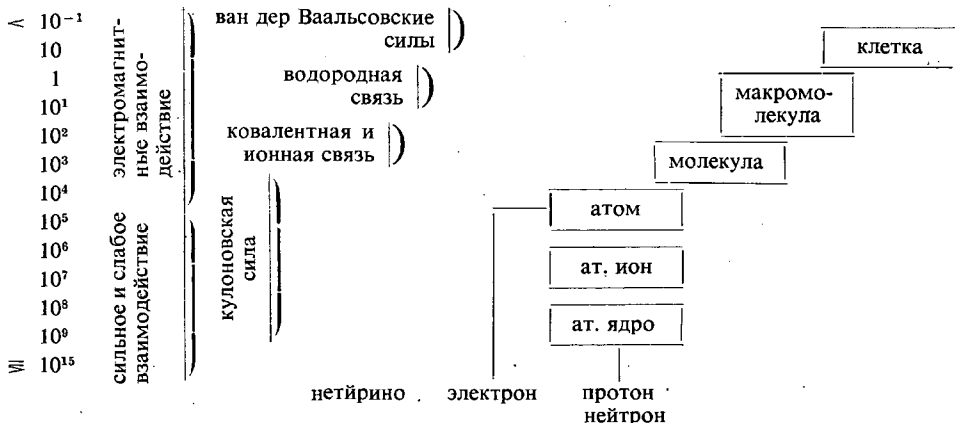 < 10⁻¹
10
1
10¹
10²
10³
10⁴
10⁵
10⁶
10⁷
10⁸
10⁹
≦ 10¹⁵
электромагнит-
ные взаимо-
действие
сильное и слабое
взаимодействие
ван дер Ваальсовские
силы
водородная
связь
ковалентная и
ионная связь
кулоновская
сила
клетка
макромо-
лекула
молекула
атом
ат. ион
ат. ядро
нетйрино
электрон
протон
нейтрон